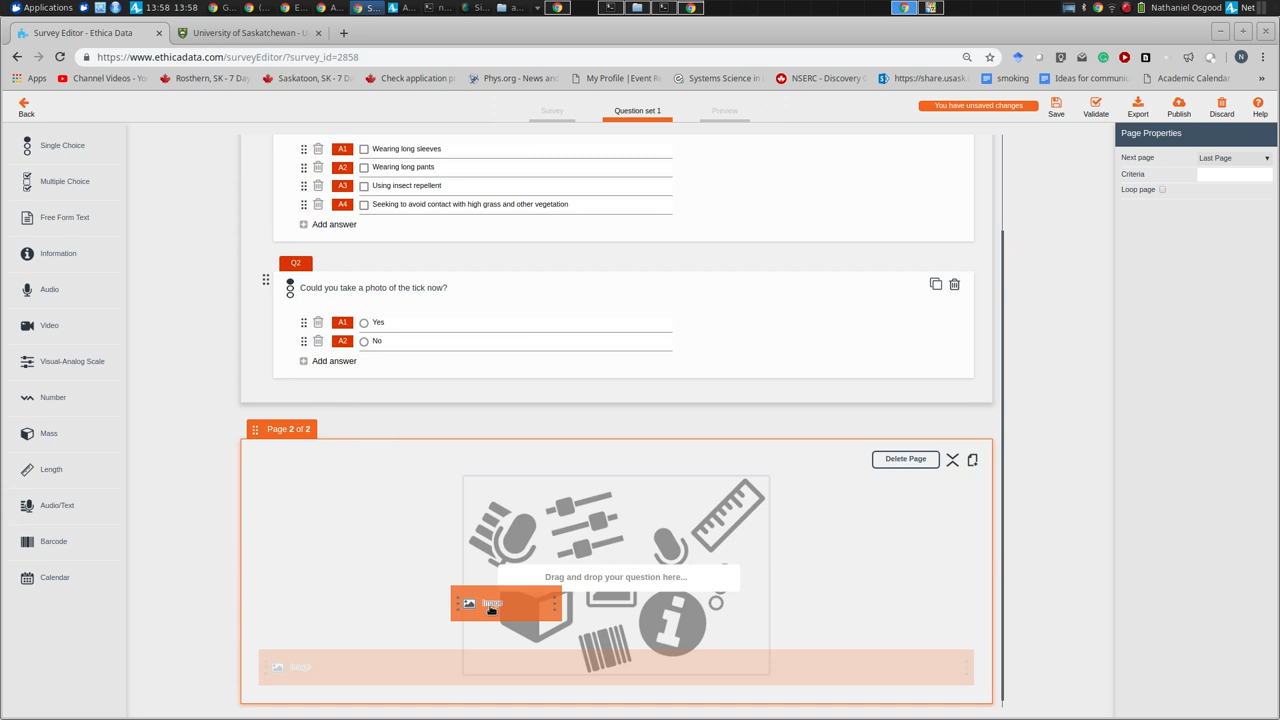 Applications
13:58 • 13:58
Nathaniel Osgood
Net
Survey Editor - Ethica Data
University of Saskatchewan - U
https://www.ethicadata.com/surveyEditor/?survey_id=2858
Apps
Channel Videos - Yo
Rosthern, SK - 7 Day
Saskatoon, SK - 7 Da
Check application p
Phys.org - News and
My Profile | Event R
Systems Science in
NSERC - Discovery
https://share.usask
smoking
Ideas for communi
Academic Calendar
»
Back
Survey
Question set 1
Preview
You have unsaved changes
Save
Validate
Export
Publish
Discard
Help
Single Choice
Multiple Choice
Free Form Text
Information
Audio
Video
Visual-Analog Scale
Number
Mass
Length
Audio/Text
Barcode
Calendar
A1 Wearing long sleeves
A2 Wearing long pants
A3 Using insect repellent
A4 Seeking to avoid contact with high grass and other vegetation
Add answer
Q2
Could you take a photo of the tick now?
A1 Yes
A2 No
Add answer
Page 2 of 2
Delete Page
Drag and drop your question here...
Image
Image
Page Properties
Next page Last Page
Criteria
Loop page